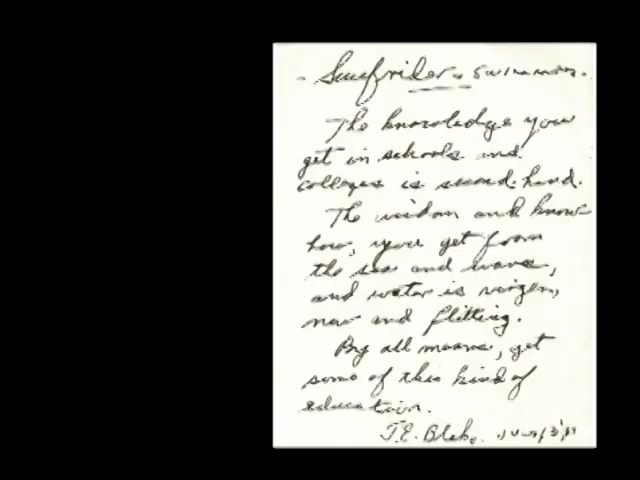 - Surfrider & swimmers.
The knowledge you
get in schools and
colleges is second hand.
The wisdom and know
how, you get from
the sea and waves,
and water is virgin,
new and flitting.
By all means, get
some of this kind of
education.
T.E. Blake.